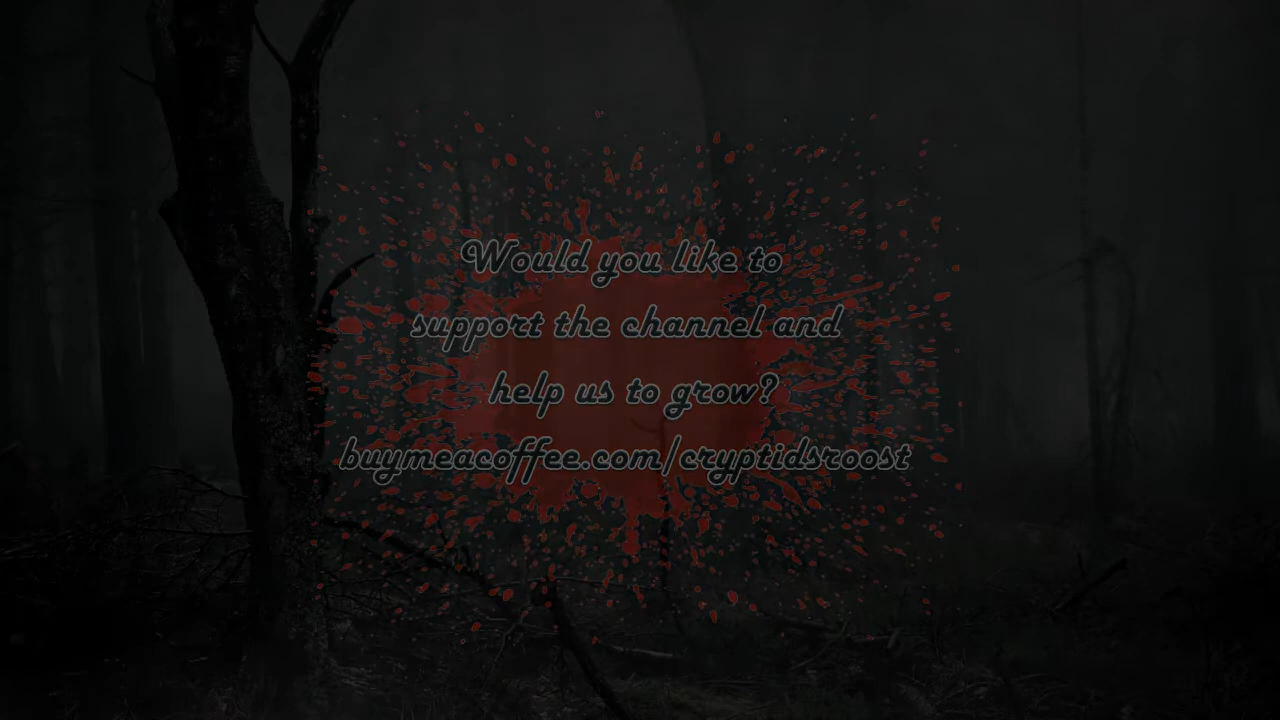 Would you like to
support the channel and
help us to grow?
buymeacoffee.com/cryptidsroost